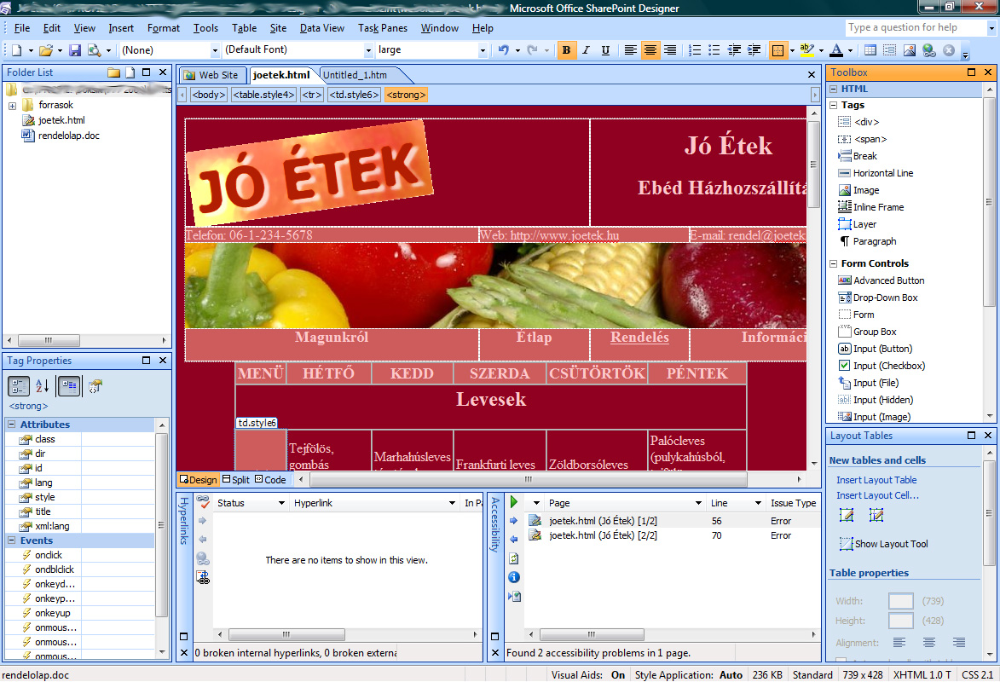 Microsoft Office SharePoint Designer
File Edit View Insert Format Tools Table Site Data View Task Panes Window Help
Type a question for help
(None) (Default Font) large
Folder List
forrasok
joetek.html
rendelolap.doc
Tag Properties
<strong>
Attributes
class
dir
id
lang
style
title
xml:lang
Events
onclick
ondblclick
onkeyd...
onkeyp...
onkeyup
onmous...
onmous...
onmous...
Web Site joetek.html Untitled_1.htm
<body> <table.style4> <tr> <td.style6> <strong>
JÓ ÉTEK
Jó Étek
Ebéd Házhozszállítá
Telefon: 06-1-234-5678 Web: http://www.joetek.hu E-mail: rendel@joetek
Magunkról Étlap Rendelés Informáci
MENÜ HÉTFŐ KEDD SZERDA CSÜTÖRTÖK PÉNTEK
Levesek
td.style6
Tejfölös,
gombás
Marhahúsleves
Frankfurti leves
Zöldborsóleves
Palócleves
(pulykahúsból,
Design Split Code
Hyperlinks
Status Hyperlink In Pa
There are no items to show in this view.
0 broken internal hyperlinks, 0 broken externa
Accessibility
Page Line Issue Type
joetek.html (Jó Étek) [1/2] 56 Error
joetek.html (Jó Étek) [2/2] 70 Error
Found 2 accessibility problems in 1 page.
Toolbox
HTML
Tags
<div>
<span>
Break
Horizontal Line
Image
Inline Frame
Layer
Paragraph
Form Controls
Advanced Button
Drop-Down Box
Form
Group Box
Input (Button)
Input (Checkbox)
Input (File)
Input (Hidden)
Input (Image)
Layout Tables
New tables and cells
Insert Layout Table
Insert Layout Cell...
Show Layout Tool
Table properties
Width: (739)
Height: (428)
Alignment:
rendelolap.doc
Visual Aids: On Style Application: Auto 236 KB Standard 739 x 428 XHTML 1.0 T CSS 2.1